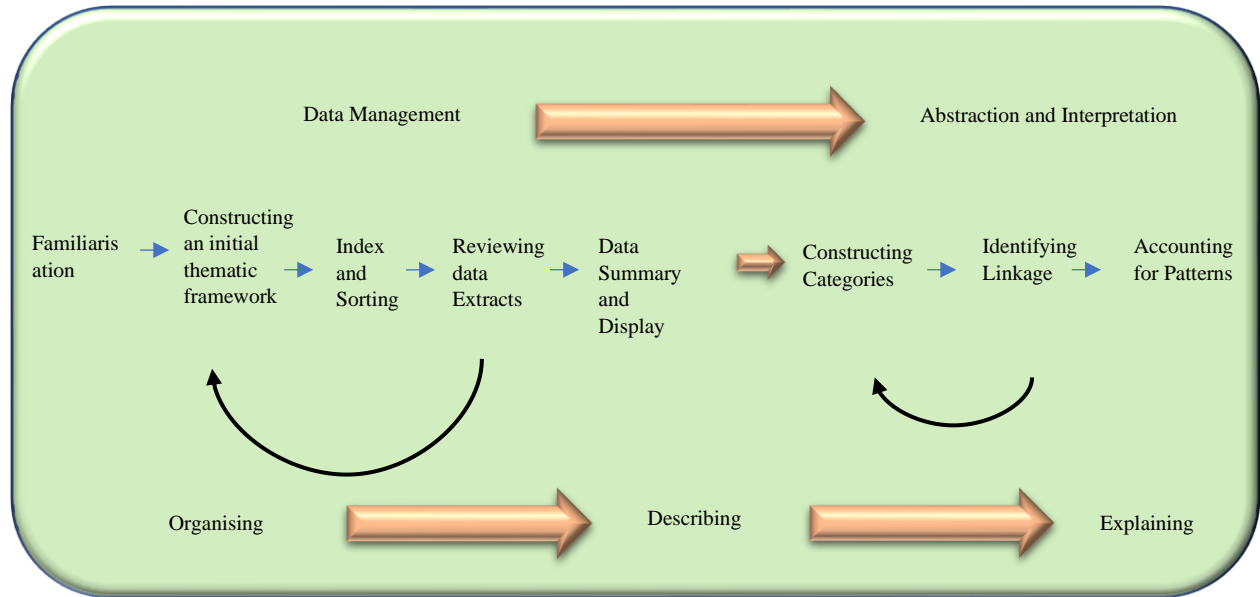 Data Management
Abstraction and Interpretation
Familiaris
ation
Constructing
an initial
thematic
framework
Index
and
Sorting
Reviewing
data
Extracts
Data
Summary
and
Display
Constructing
Categories
Identifying
Linkage
Accounting
for Patterns
Organising
Describing
Explaining